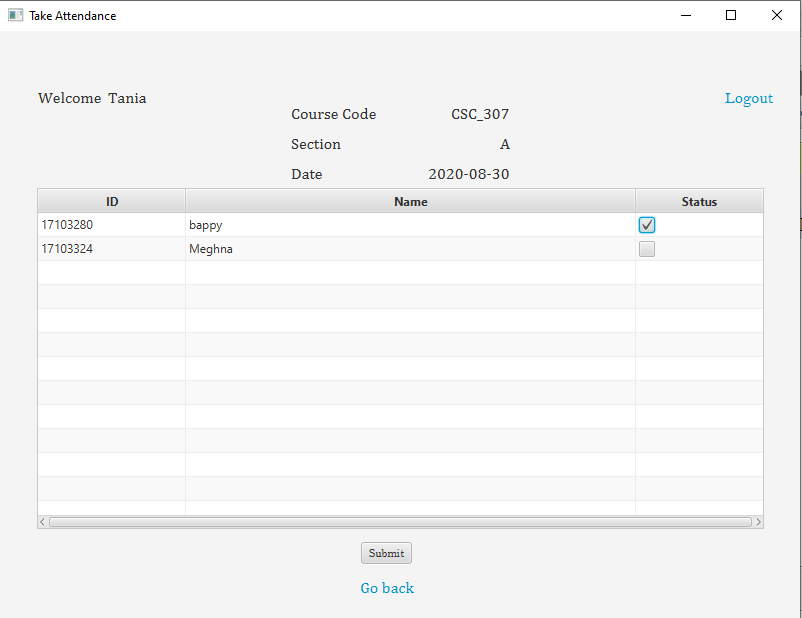 Take Attendance
Welcome Tania
Logout
Course Code CSC_307
Section A
Date 2020-08-30
ID Name Status
17103280 bappy
17103324 Meghna
Submit
Go back